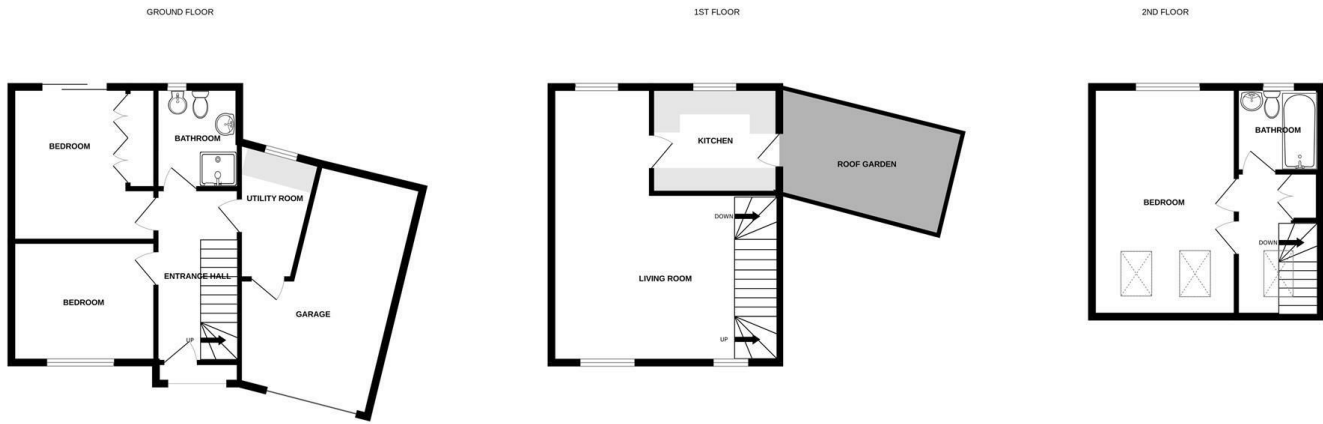 GROUND FLOOR
BEDROOM
BATHROOM
UTILITY ROOM
ENTRANCE HALL
BEDROOM
GARAGE
UP
1ST FLOOR
KITCHEN
ROOF GARDEN
DOWN
LIVING ROOM
UP
2ND FLOOR
BATHROOM
BEDROOM
DOWN